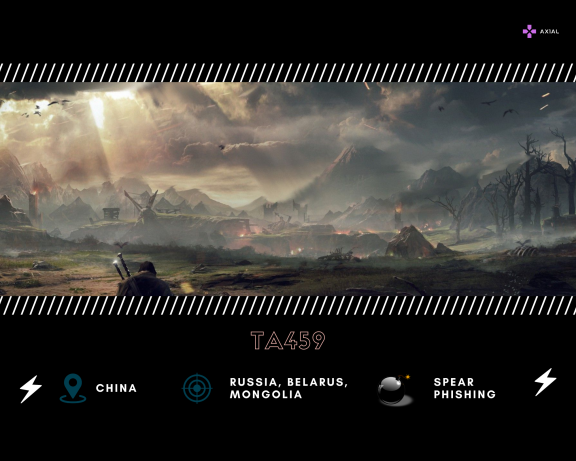 AXIAL
TA459
CHINA
RUSSIA, BELARUS,
MONGOLIA
SPEAR
PHISHING